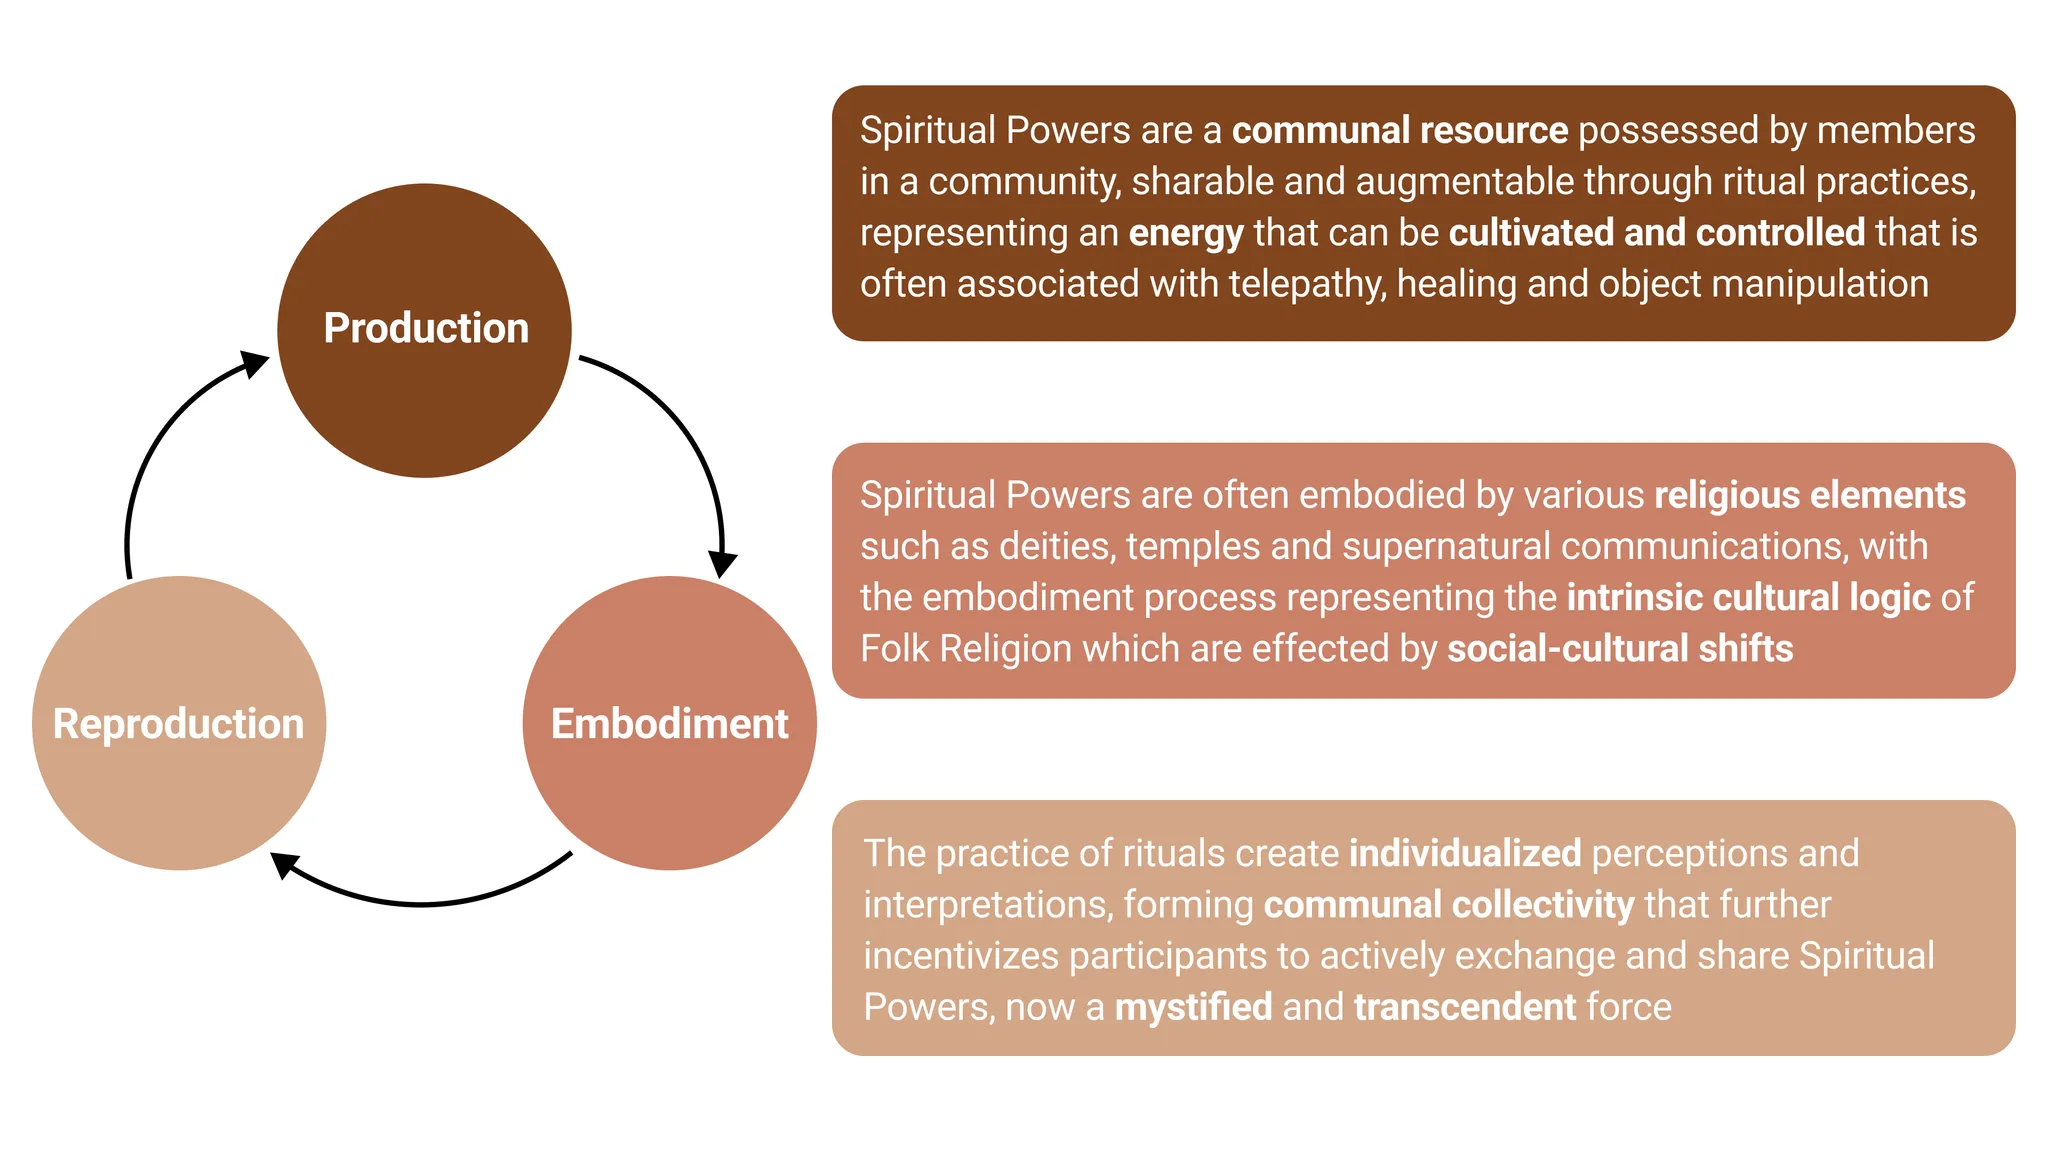 Production
Reproduction
Embodiment
Spiritual Powers are a communal resource possessed by members
in a community, sharable and augmentable through ritual practices,
representing an energy that can be cultivated and controlled that is
often associated with telepathy, healing and object manipulation
Spiritual Powers are often embodied by various religious elements
such as deities, temples and supernatural communications, with
the embodiment process representing the intrinsic cultural logic of
Folk Religion which are effected by social-cultural shifts
The practice of rituals create individualized perceptions and
interpretations, forming communal collectivity that further
incentivizes participants to actively exchange and share Spiritual
Powers, now a mystified and transcendent force